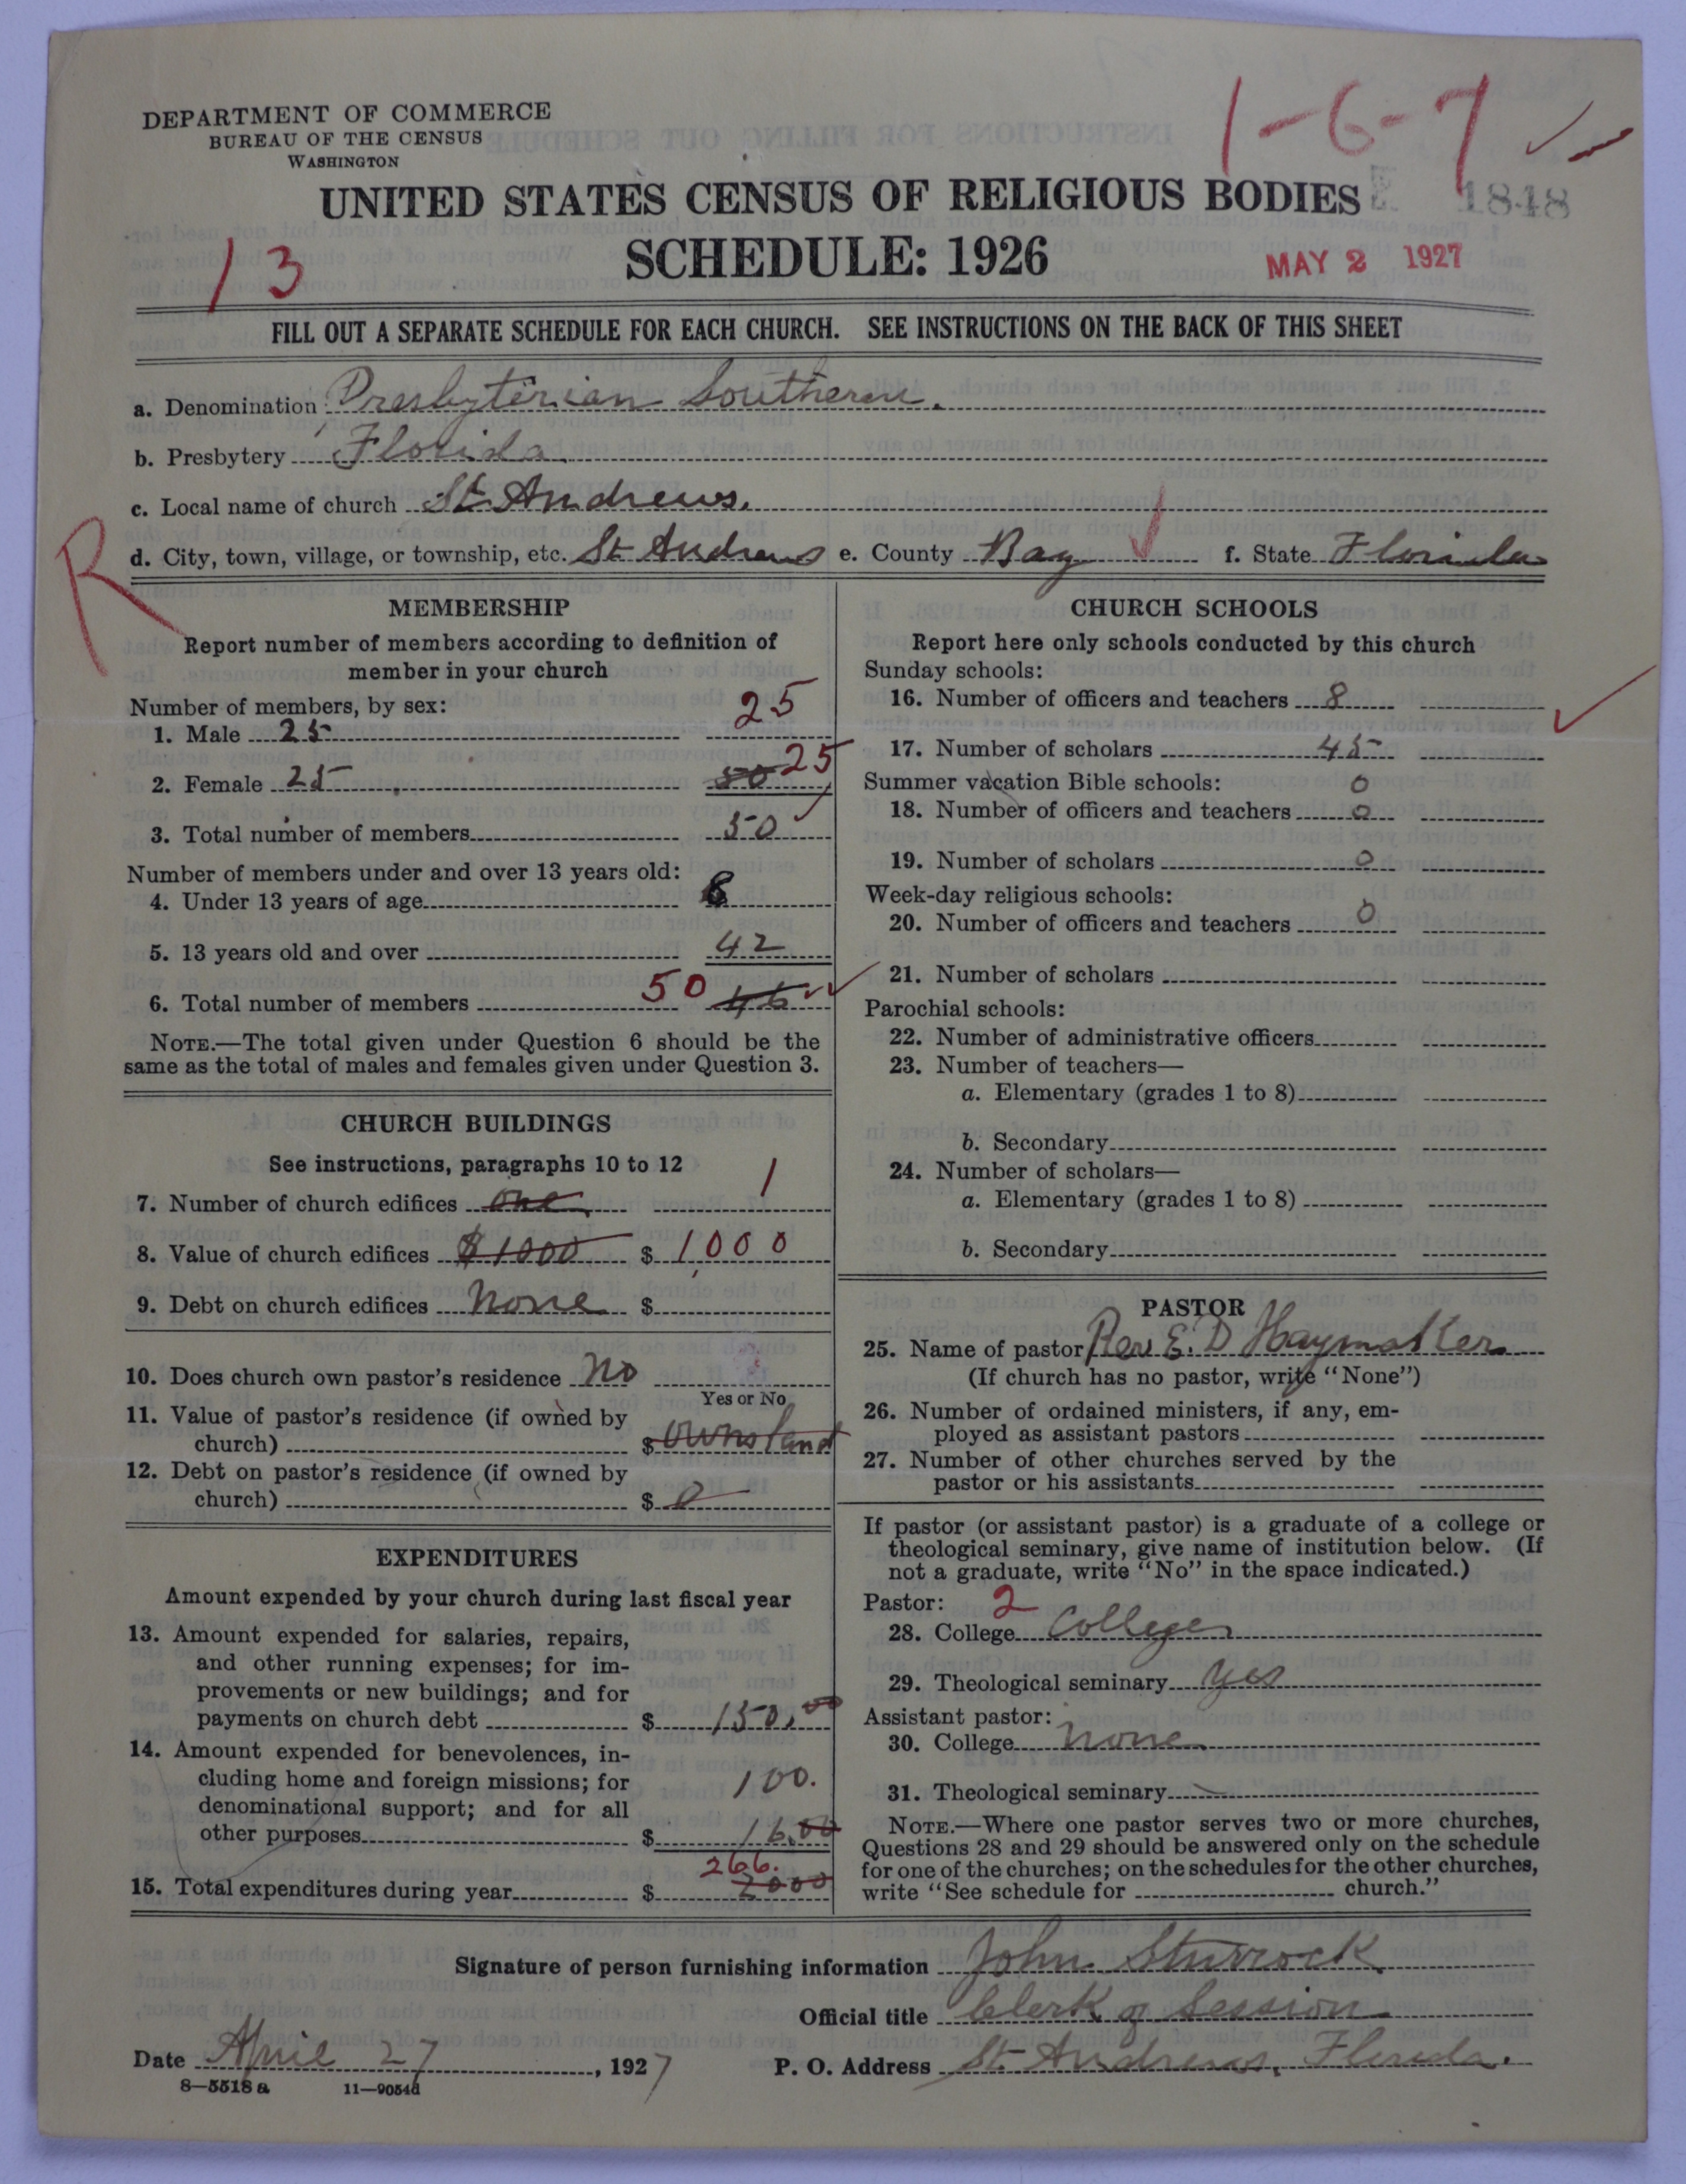 DEPARTMENT OF COMMERCE
BUREAU OF THE CENSUS
WASHINGTON
1-6-7
UNITED STATES CENSUS OF RELIGIOUS BODIES
1848
SCHEDULE: 1926
13
MAY 2 1927
FILL OUT A SEPARATE SCHEDULE FOR EACH CHURCH. SEE INSTRUCTIONS ON THE BACK OF THIS SHEET
a. Denomination Presbyterian Southern.
b. Presbytery Florida
c. Local name of church St Andrews.
R
d. City, town, village, or township, etc. St Andrews e. County Bay f. State Florida
MEMBERSHIP
Report number of members according to definition of
member in your church
Number of members, by sex:
1. Male 25 25
2. Female 25 50 25
3. Total number of members 50
Number of members under and over 13 years old:
4. Under 13 years of age 8
5. 13 years old and over 42
6. Total number of members 50 46
NOTE.—The total given under Question 6 should be the
same as the total of males and females given under Question 3.
CHURCH BUILDINGS
See instructions, paragraphs 10 to 12
7. Number of church edifices one 1
8. Value of church edifices $1000 $ 1,000
9. Debt on church edifices None $
10. Does church own pastor's residence No
Yes or No
11. Value of pastor's residence (if owned by
church) $ owns land
12. Debt on pastor's residence (if owned by
church) $ 0
EXPENDITURES
Amount expended by your church during last fiscal year
13. Amount expended for salaries, repairs,
and other running expenses; for im-
provements or new buildings; and for
payments on church debt $ 150.00
14. Amount expended for benevolences, in-
cluding home and foreign missions; for
denominational support; and for all
other purposes 100.
$ 16.00
266.
15. Total expenditures during year $ 2000
CHURCH SCHOOLS
Report here only schools conducted by this church
Sunday schools:
16. Number of officers and teachers 8
17. Number of scholars 45
Summer vacation Bible schools: 0
18. Number of officers and teachers 0
19. Number of scholars 0
Week-day religious schools:
20. Number of officers and teachers 0
21. Number of scholars
Parochial schools:
22. Number of administrative officers
23. Number of teachers—
a. Elementary (grades 1 to 8)
b. Secondary
24. Number of scholars—
a. Elementary (grades 1 to 8)
b. Secondary
PASTOR
25. Name of pastor Rev E. D Haymaker
(If church has no pastor, write "None")
26. Number of ordained ministers, if any, em-
ployed as assistant pastors
27. Number of other churches served by the
pastor or his assistants
If pastor (or assistant pastor) is a graduate of a college or
theological seminary, give name of institution below. (If
not a graduate, write "No" in the space indicated.)
Pastor: 2
28. College College
29. Theological seminary yes
Assistant pastor:
30. College none
31. Theological seminary
NOTE.—Where one pastor serves two or more churches,
Questions 28 and 29 should be answered only on the schedule
for one of the churches; on the schedules for the other churches,
write "See schedule for church."
Signature of person furnishing information John Sturrock
Official title Clerk of Session
Date April 27, 1927 P. O. Address St. Andrews, Florida.
8—5518 a 11—9054d